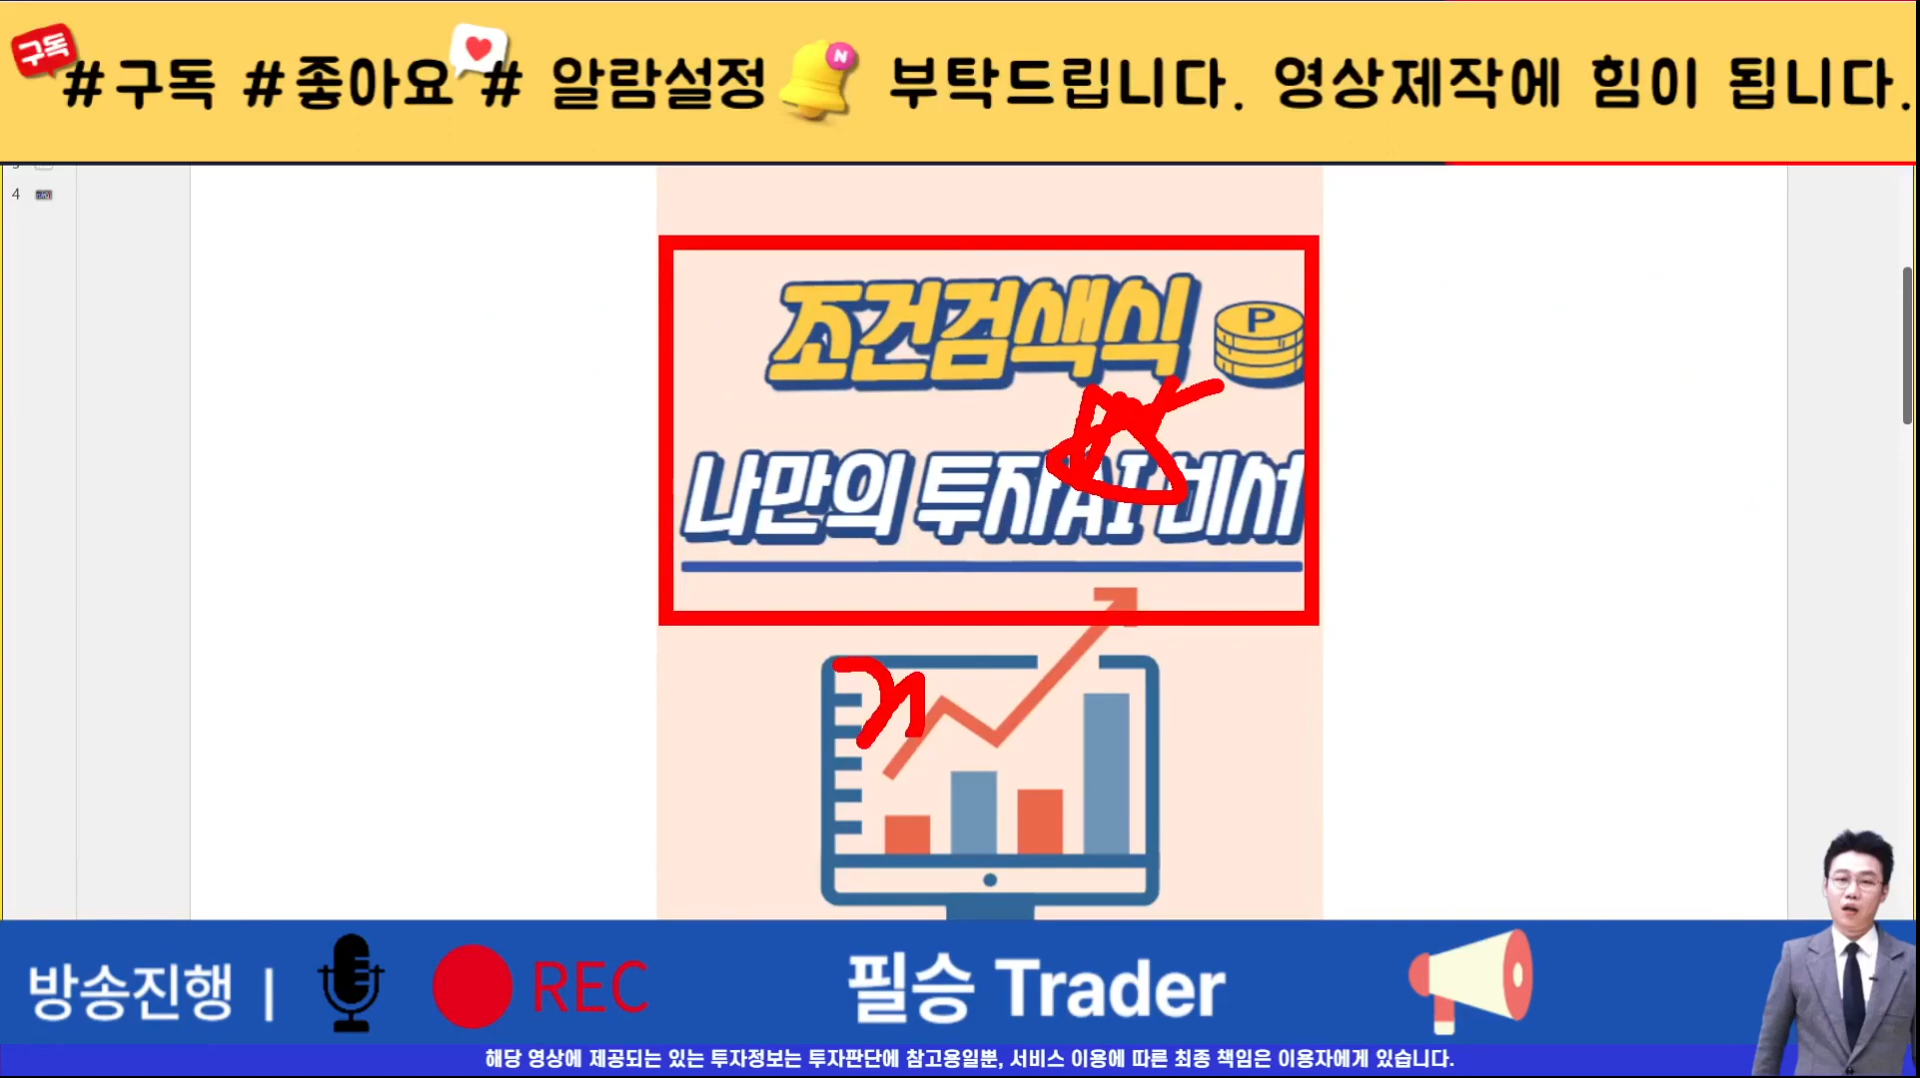 구독
#구독 #좋아요 # 알람설정 N 부탁드립니다. 영상제작에 힘이 됩니다.
4
조건검색식 P
나만의 투자AI 비서
방송진행 | REC 필승 Trader
해당 영상에 제공되는 있는 투자정보는 투자판단에 참고용일뿐, 서비스 이용에 따른 최종 책임은 이용자에게 있습니다.